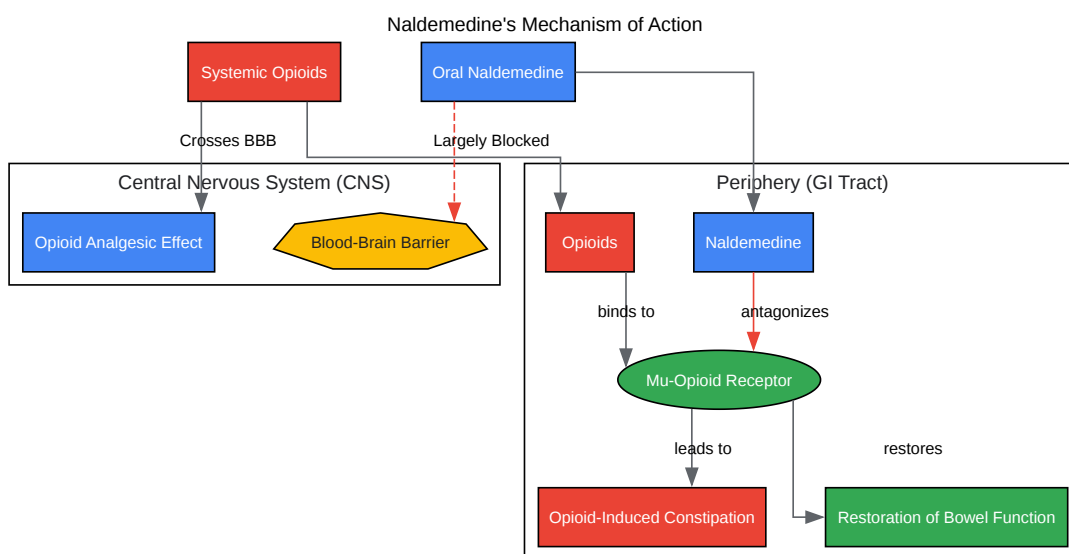 Naldemedine's Mechanism of Action
Systemic Opioids
Oral Naldemedine
Crosses BBB
Largely Blocked
Central Nervous System (CNS)
Periphery (GI Tract)
Opioid Analgesic Effect
Blood-Brain Barrier
Opioids
Naldemedine
binds to
antagonizes
Mu-Opioid Receptor
leads to
restores
Opioid-Induced Constipation
Restoration of Bowel Function